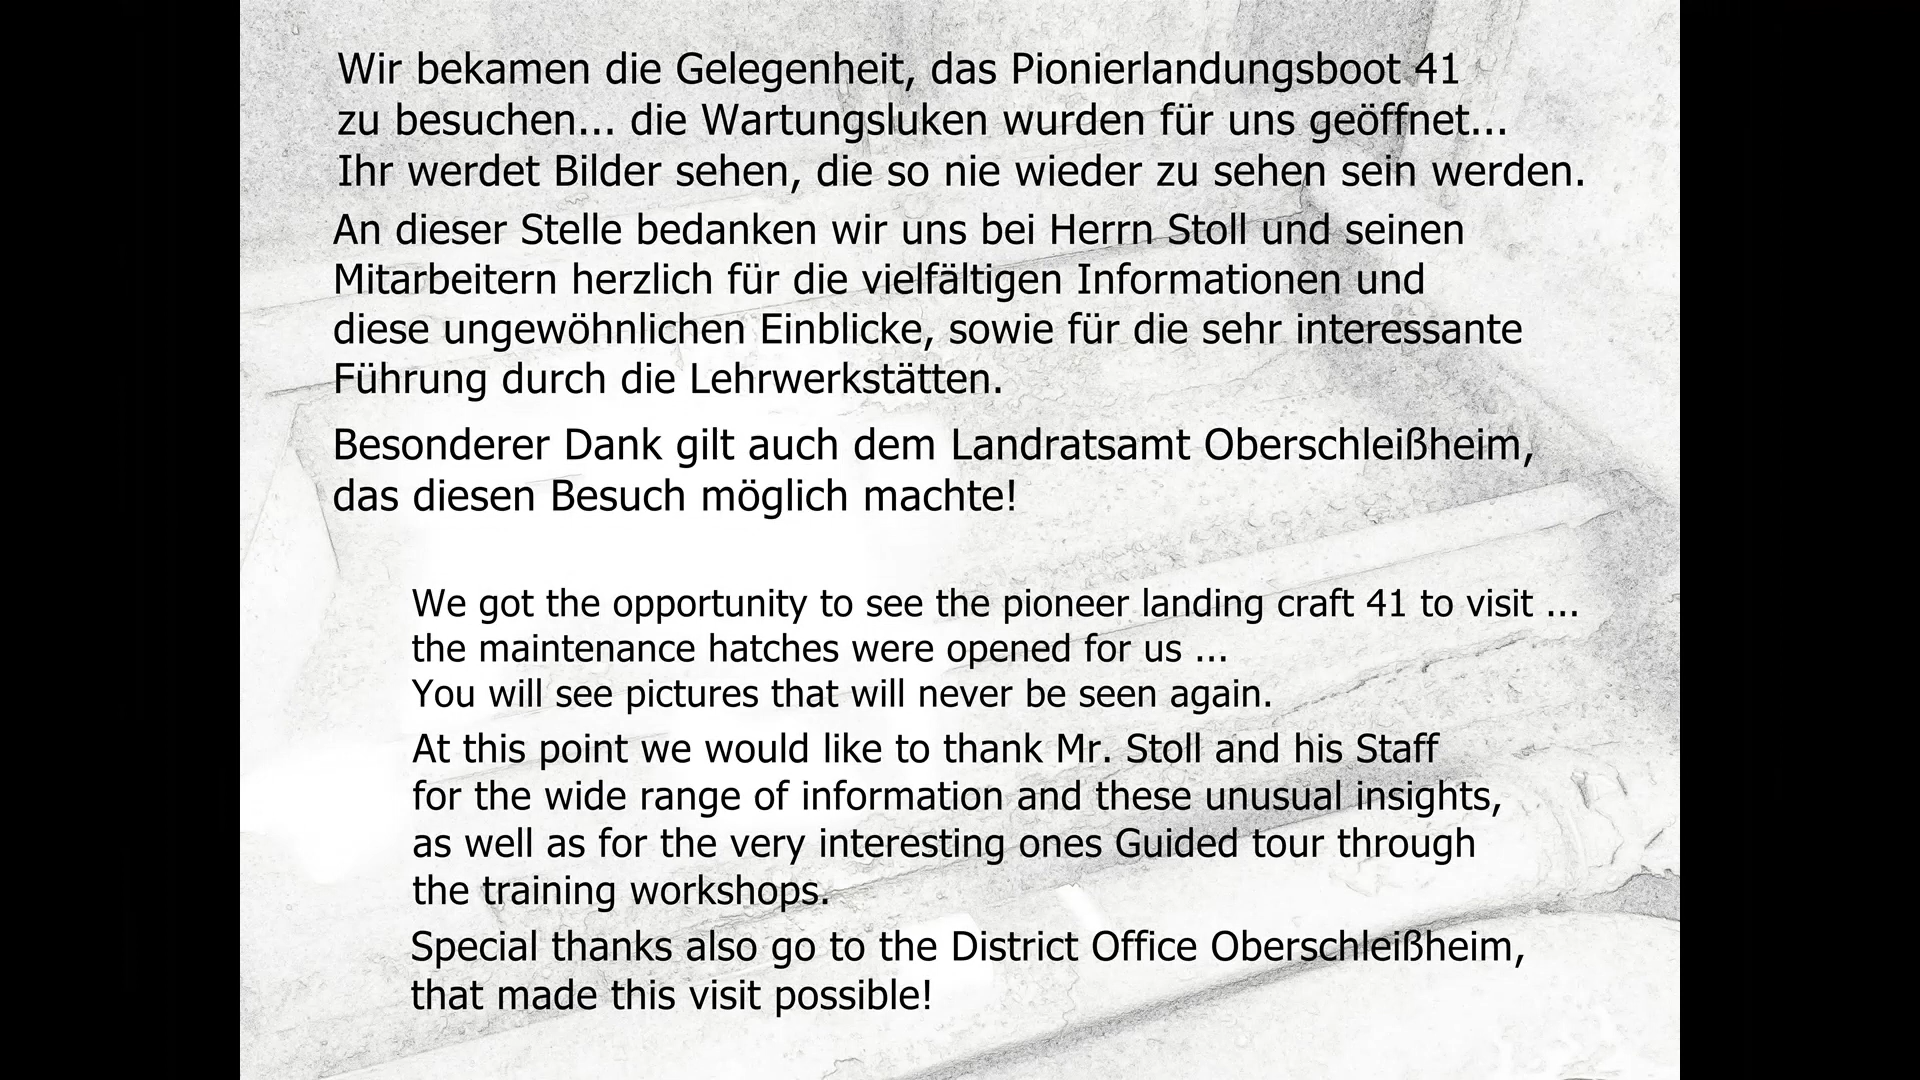 Wir bekamen die Gelegenheit, das Pionierlandungsboot 41
zu besuchen... die Wartungsluken wurden für uns geöffnet...
Ihr werdet Bilder sehen, die so nie wieder zu sehen sein werden.
An dieser Stelle bedanken wir uns bei Herrn Stoll und seinen
Mitarbeitern herzlich für die vielfältigen Informationen und
diese ungewöhnlichen Einblicke, sowie für die sehr interessante
Führung durch die Lehrwerkstätten.
Besonderer Dank gilt auch dem Landratsamt Oberschleißheim,
das diesen Besuch möglich machte!
We got the opportunity to see the pioneer landing craft 41 to visit ...
the maintenance hatches were opened for us ...
You will see pictures that will never be seen again.
At this point we would like to thank Mr. Stoll and his Staff
for the wide range of information and these unusual insights,
as well as for the very interesting ones Guided tour through
the training workshops.
Special thanks also go to the District Office Oberschleißheim,
that made this visit possible!